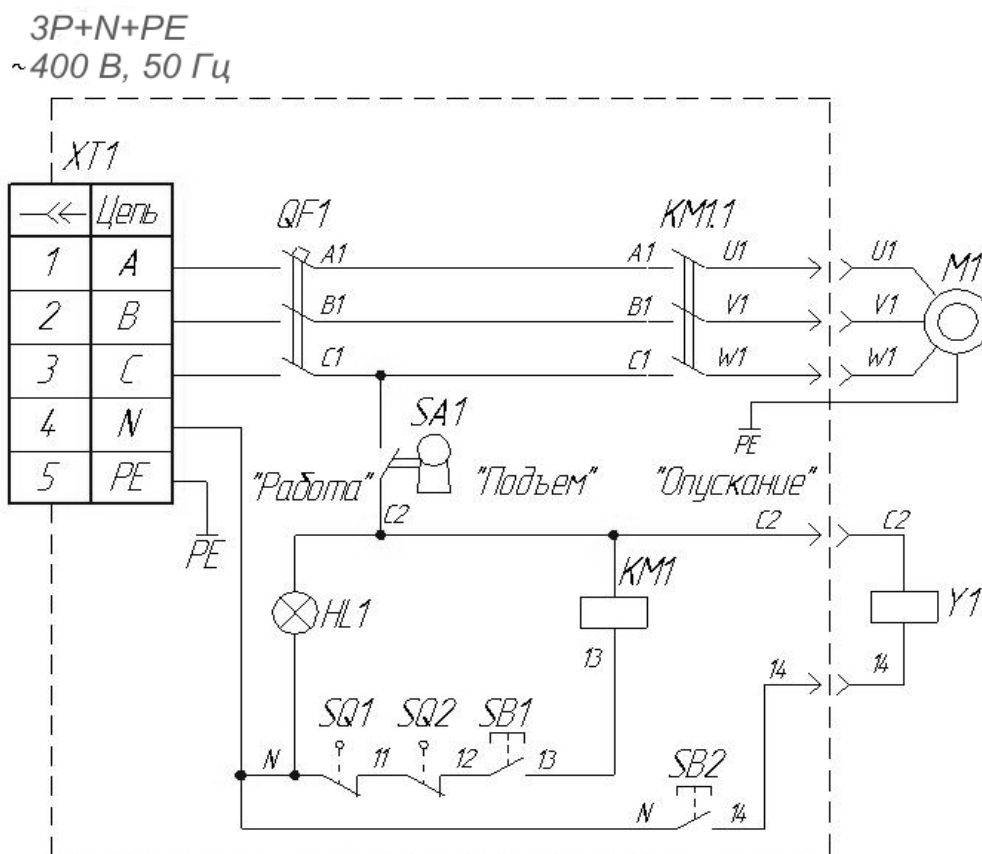 3P+N+PE
~400 В, 50 Гц
XT1
Цепь
QF1
KM1.1
1 A
A1
A1
U1
U1
M1
2 B
B1
B1
V1
V1
3 C
C1
C1
W1
W1
4 N
SA1
PE
5 PE
"Работа"
"Подъем"
"Опускание"
C2
C2
C2
PE
KM1
HL1
Y1
13
14
14
SQ1
SQ2
SB1
N
11
12
13
SB2
N
14